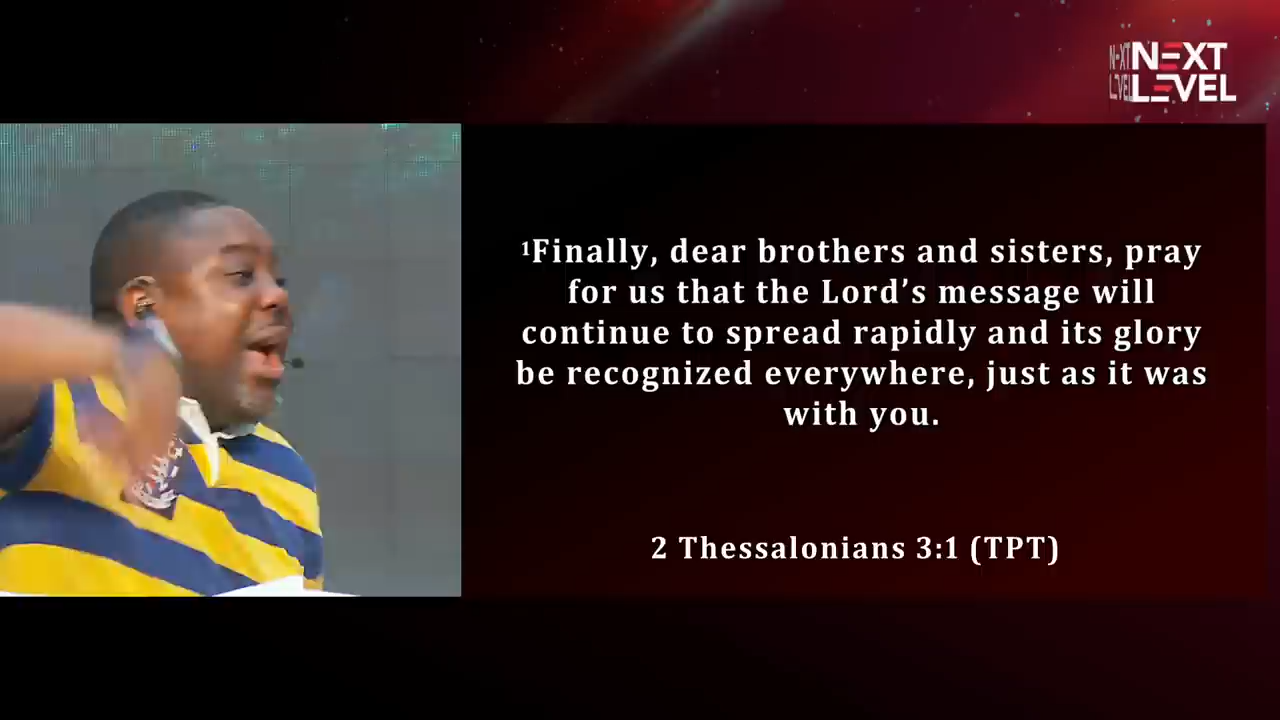 NEXT
LEVEL
¹Finally, dear brothers and sisters, pray
for us that the Lord’s message will
continue to spread rapidly and its glory
be recognized everywhere, just as it was
with you.
2 Thessalonians 3:1 (TPT)